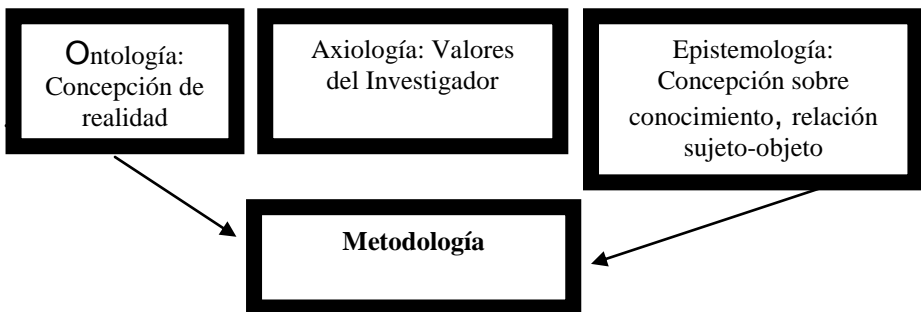 Ontología:
Concepción de
realidad
Axiología: Valores
del Investigador
Epistemología:
Concepción sobre
conocimiento, relación
sujeto-objeto
Metodología